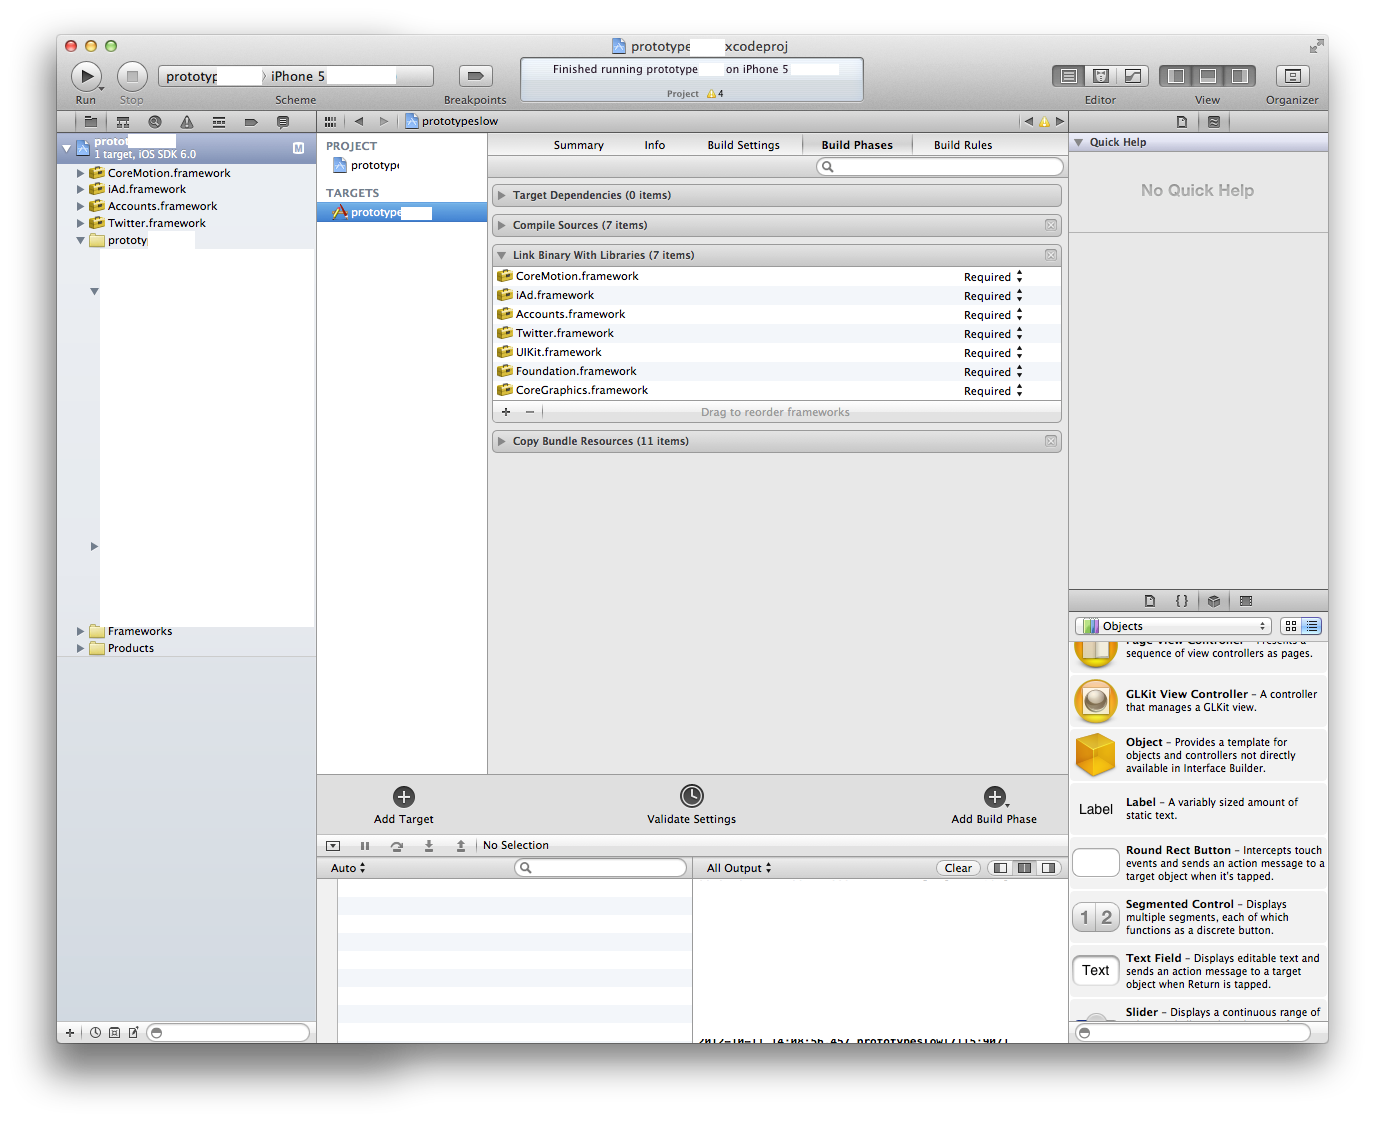 prototype xcodeproj
Run
Stop
iPhone 5
Scheme
Breakpoints
Finished running prototype on iPhone 5
Project 4
Editor
View
Organizer
prototypeslow
1 target, iOS SDK 6.0
M
CoreMotion.framework
iAd.framework
Accounts.framework
Twitter.framework
Frameworks
Products
PROJECT
prototype
TARGETS
prototype
Summary
Info
Build Settings
Build Phases
Build Rules
Target Dependencies (0 items)
Compile Sources (7 items)
Link Binary With Libraries (7 items)
CoreMotion.framework Required
iAd.framework Required
Accounts.framework Required
Twitter.framework Required
UIKit.framework Required
Foundation.framework Required
CoreGraphics.framework Required
Drag to reorder frameworks
Copy Bundle Resources (11 items)
Add Target
Validate Settings
Add Build Phase
No Selection
Auto
All Output
Clear
Quick Help
No Quick Help
{ }
Objects
Page View Controller – Presents a
sequence of view controllers as pages.
GLKit View Controller – A controller
that manages a GLKit view.
Object – Provides a template for
objects and controllers not directly
available in Interface Builder.
Label
Label – A variably sized amount of
static text.
Round Rect Button – Intercepts touch
events and sends an action message to a
target object when it's tapped.
1 2
Segmented Control – Displays
multiple segments, each of which
functions as a discrete button.
Text
Text Field – Displays editable text and
sends an action message to a target
object when Return is tapped.
Slider – Displays a continuous range of